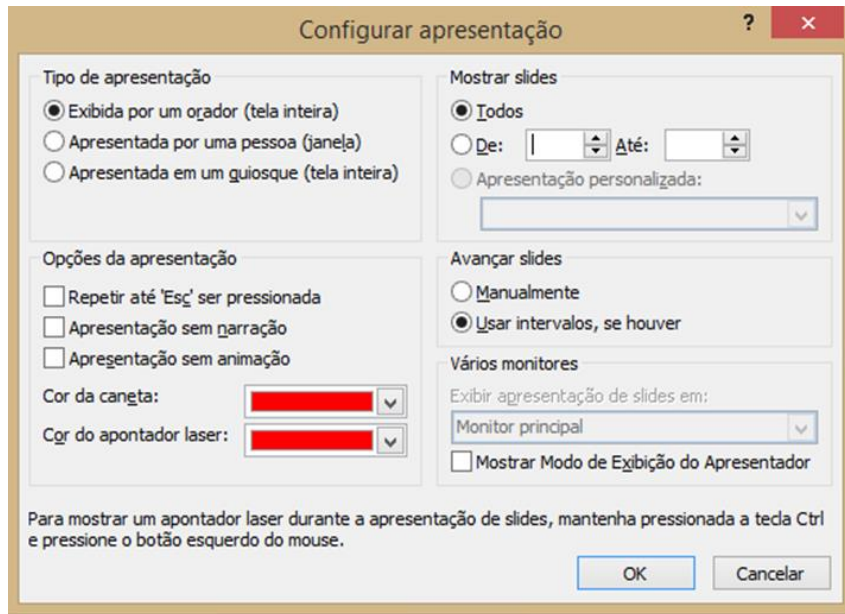 Configurar apresentação
?
Tipo de apresentação
Exibida por um orador (tela inteira)
Apresentada por uma pessoa (janela)
Apresentada em um quiosque (tela inteira)
Mostrar slides
Todos
De:
Até:
Apresentação personalizada:
Opções da apresentação
Repetir até 'Esc' ser pressionada
Apresentação sem narração
Apresentação sem animação
Cor da caneta:
Cor do apontador laser:
Avançar slides
Manualmente
Usar intervalos, se houver
Vários monitores
Exibir apresentação de slides em:
Monitor principal
Mostrar Modo de Exibição do Apresentador
Para mostrar um apontador laser durante a apresentação de slides, mantenha pressionada a tecla Ctrl
e pressione o botão esquerdo do mouse.
OK
Cancelar